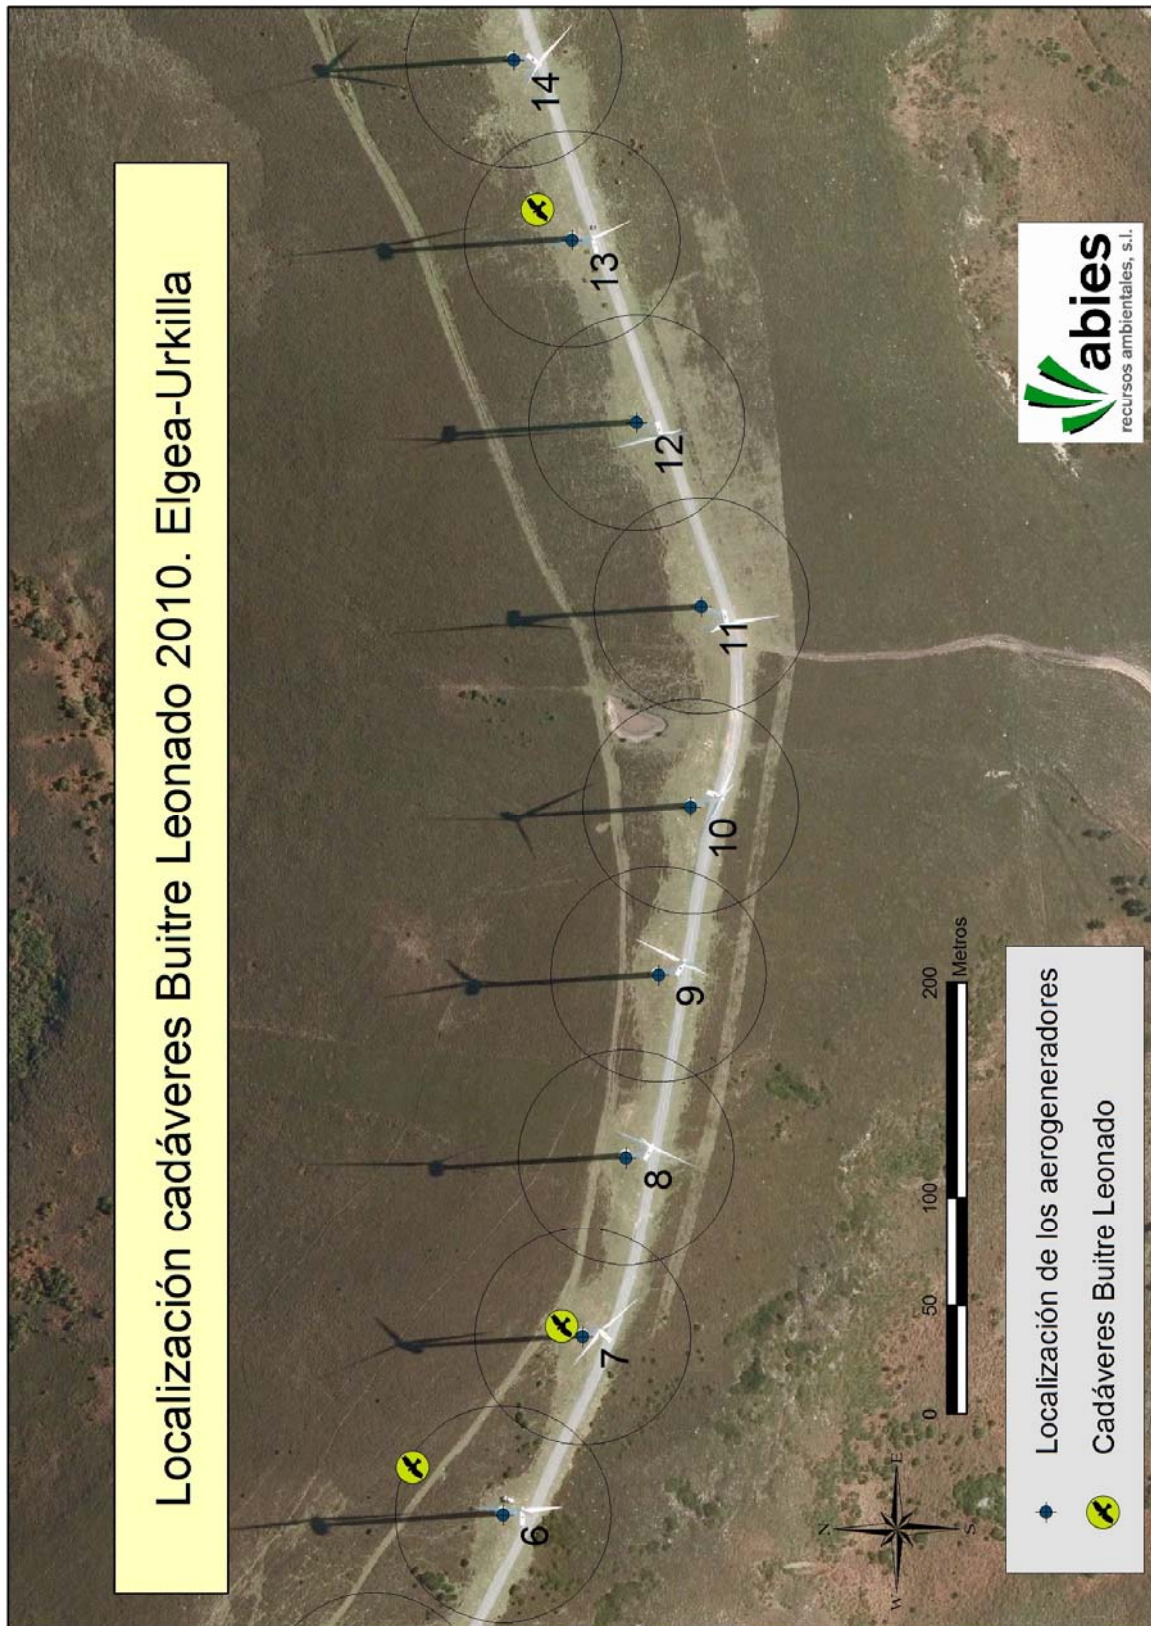 Localización cadáveres Buitre Leonado 2010. Elgea-Urkilla
6
7
8
9
10
11
12
13
14
N
W
E
S
0
50
100
200
Metros
Localización de los aerogeneradores
Cadáveres Buitre Leonado
abies
recursos ambientales, s.l.